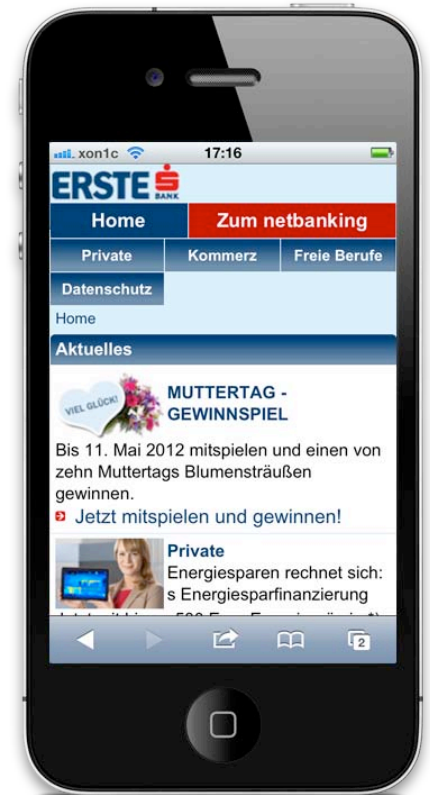 xon1c 17:16
ERSTE
BANK
Home Zum netbanking
Private Kommerz Freie Berufe
Datenschutz
Home
Aktuelles
VIEL GLÜCK!
MUTTERTAG -
GEWINNSPIEL
Bis 11. Mai 2012 mitspielen und einen von
zehn Muttertags Blumensträußen
gewinnen.
Jetzt mitspielen und gewinnen!
Private
Energiesparen rechnet sich:
s Energiesparfinanzierung
2